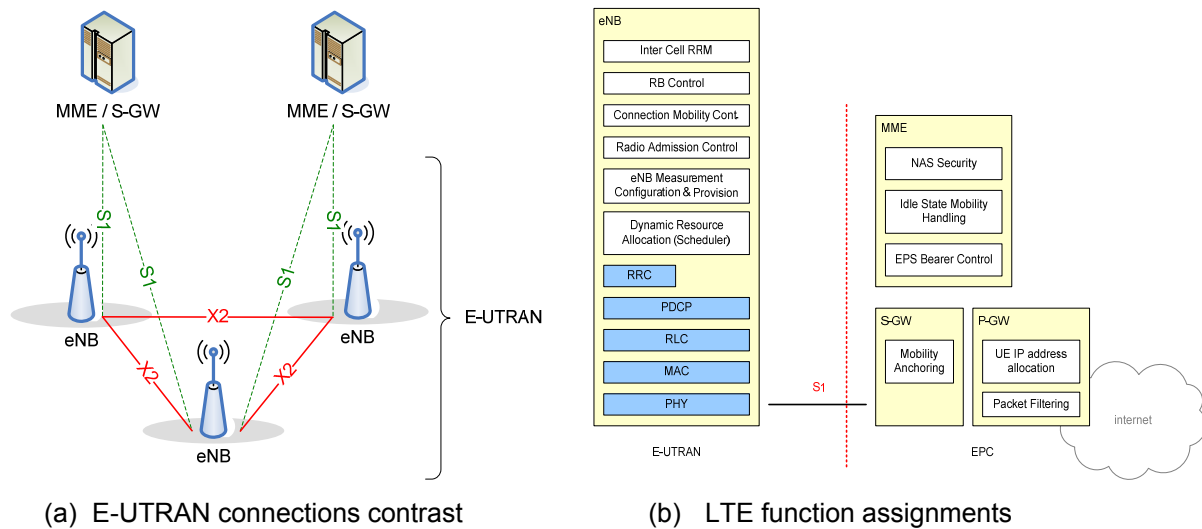 MME / S-GW
MME / S-GW
S1
S1
S1
S1
eNB
X2
eNB
X2
X2
eNB
E-UTRAN
(a) E-UTRAN connections contrast
eNB
Inter Cell RRM
RB Control
Connection Mobility Cont.
Radio Admission Control
eNB Measurement
Configuration & Provision
Dynamic Resource
Allocation (Scheduler)
RRC
PDCP
RLC
MAC
PHY
S1
MME
NAS Security
Idle State Mobility
Handling
EPS Bearer Control
S-GW
Mobility
Anchoring
P-GW
UE IP address
allocation
Packet Filtering
internet
E-UTRAN
EPC
(b) LTE function assignments